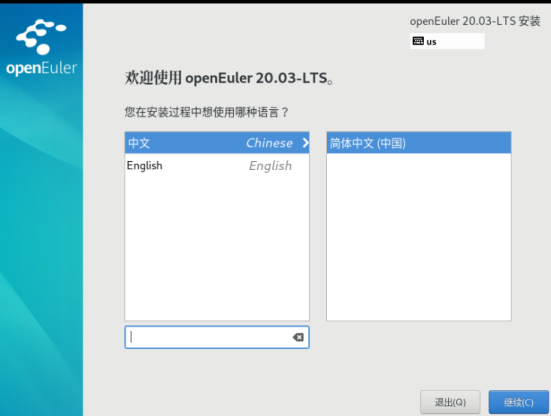 openEuler 20.03-LTS 安装
us
openEuler
欢迎使用 openEuler 20.03-LTS。
您在安装过程中想使用哪种语言？
中文 Chinese
简体中文 (中国)
English English
退出(Q)
继续(C)